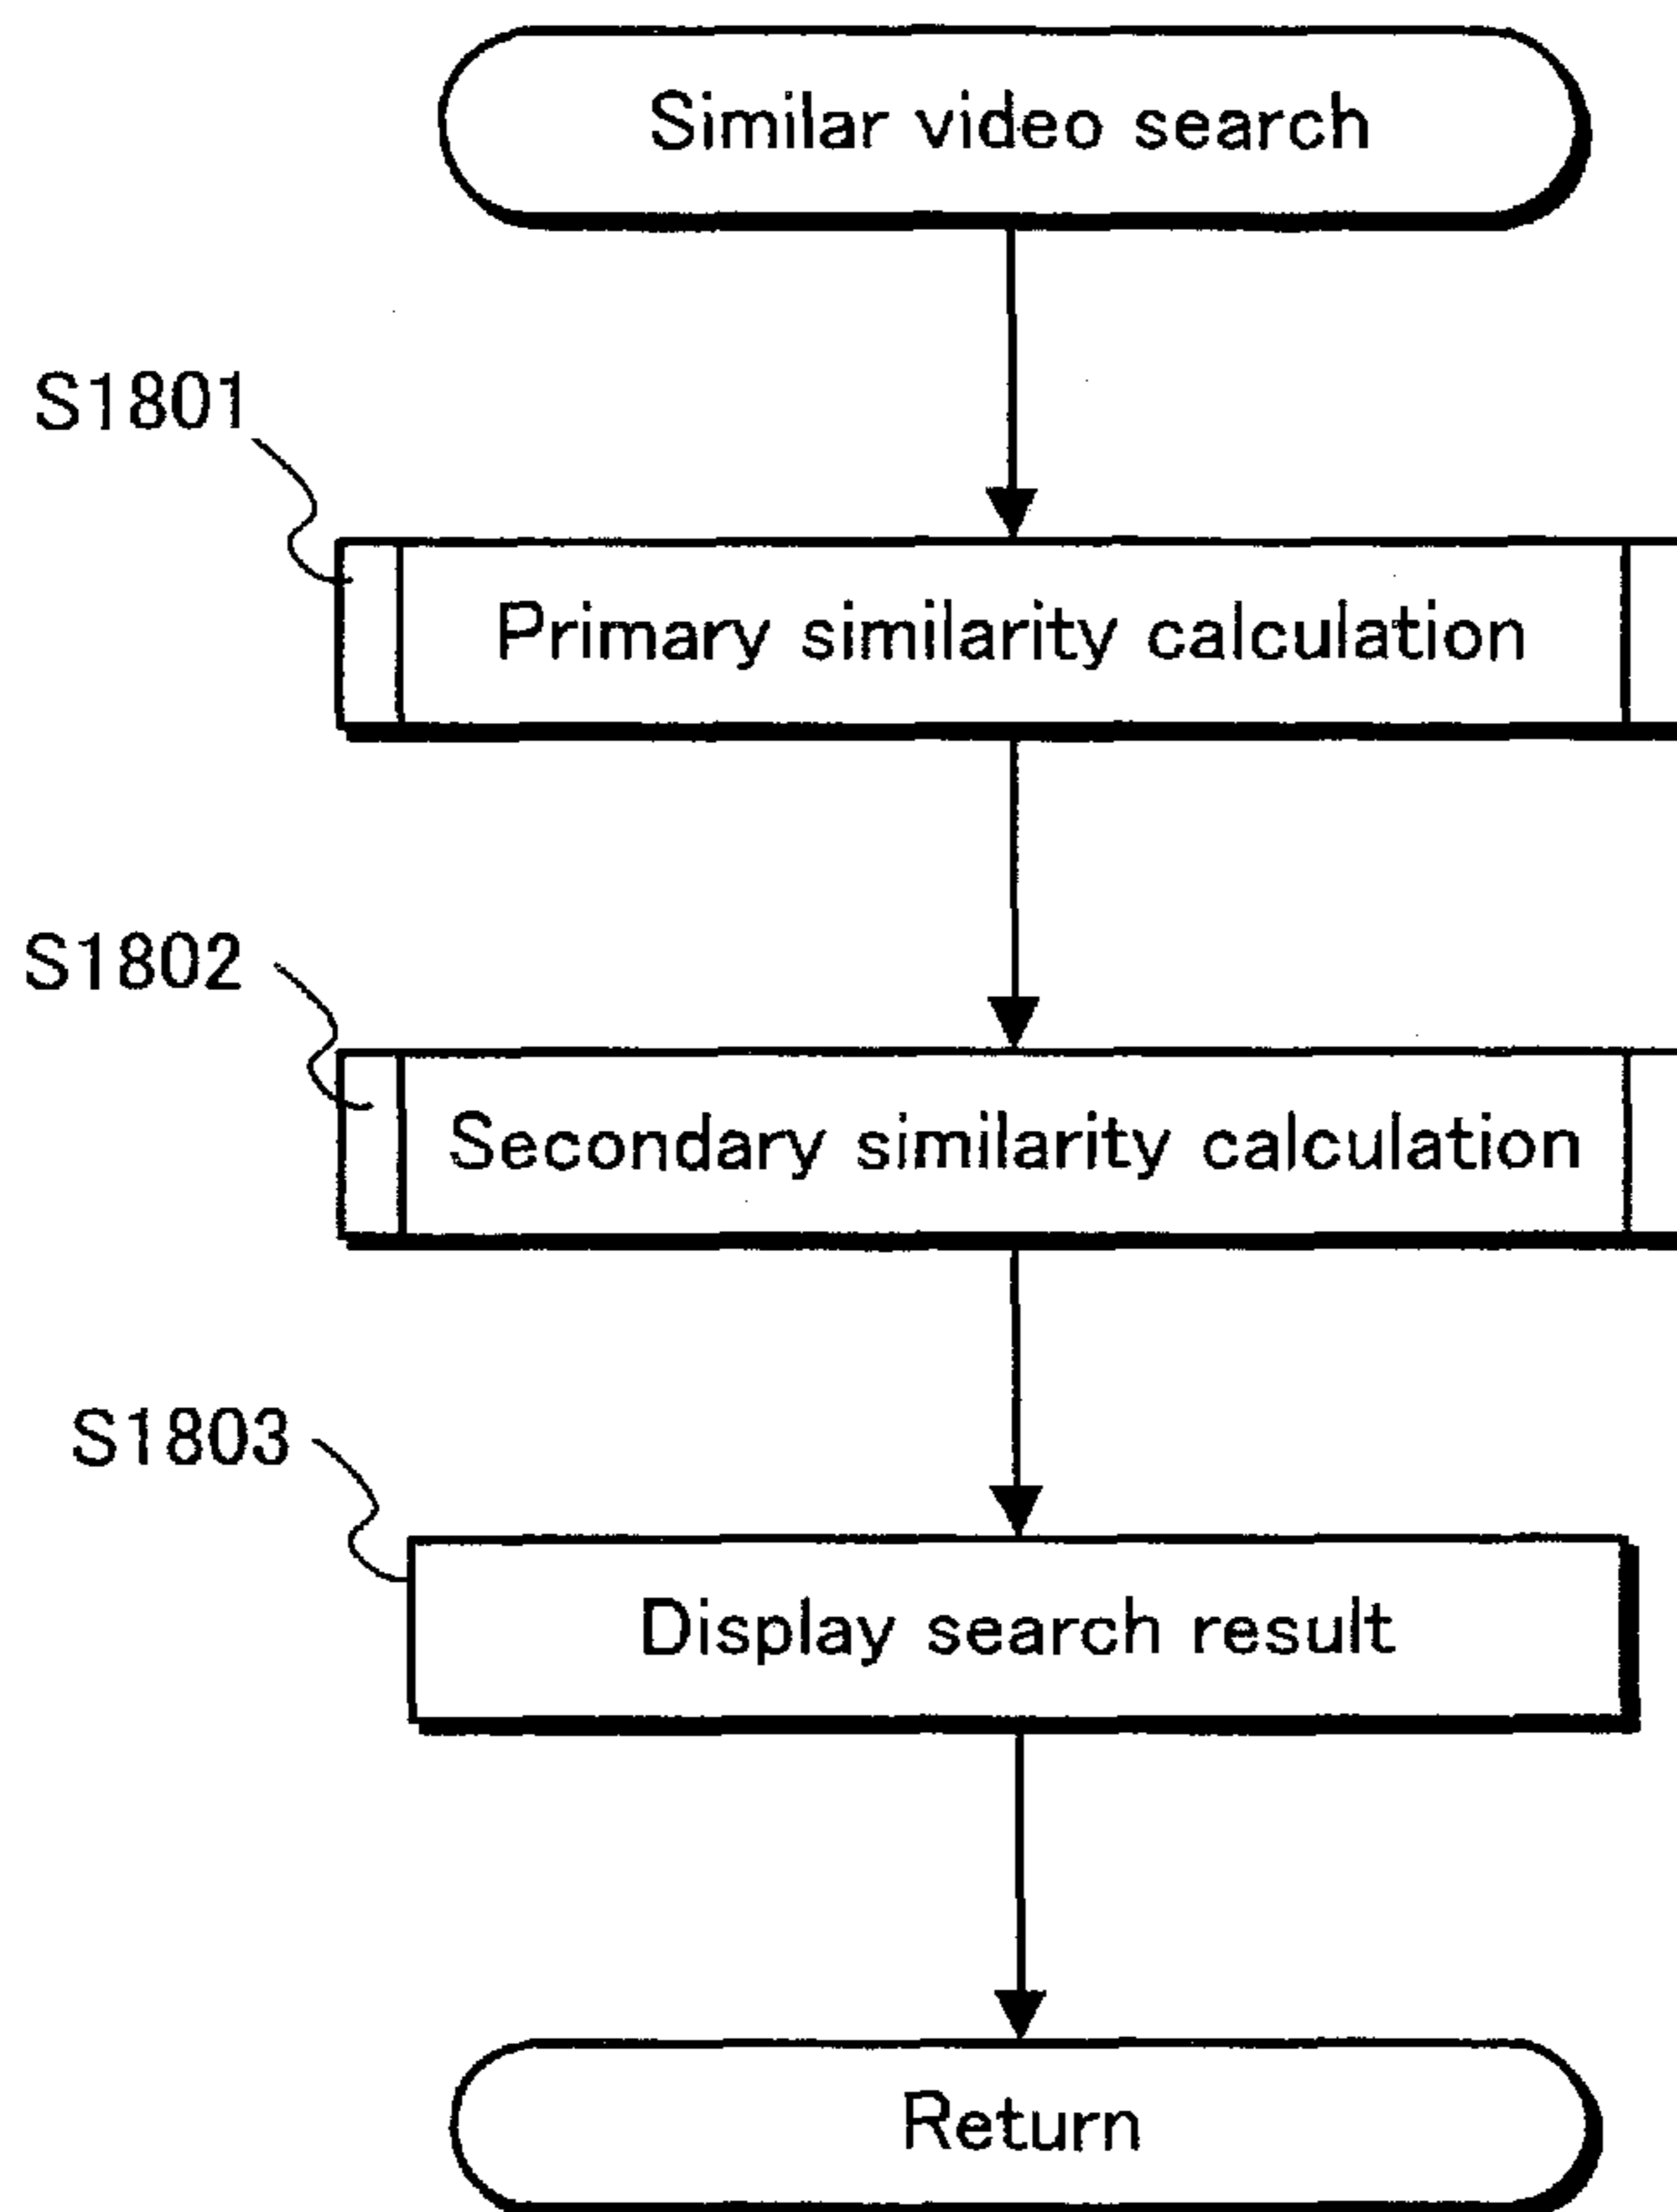 Similar video search
S1801
Primary similarity calculation
S1802
Secondary similarity calculation
S1803
Display search result
Return